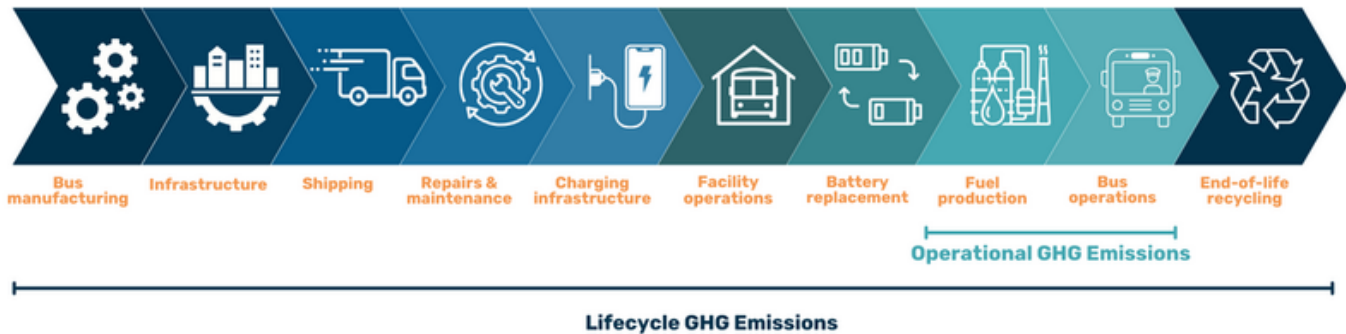 Bus
manufacturing
Infrastructure
Shipping
Repairs &
maintenance
Charging
infrastructure
Facility
operations
Battery
replacement
Fuel
production
Bus
operations
End-of-life
recycling
Operational GHG Emissions
Lifecycle GHG Emissions